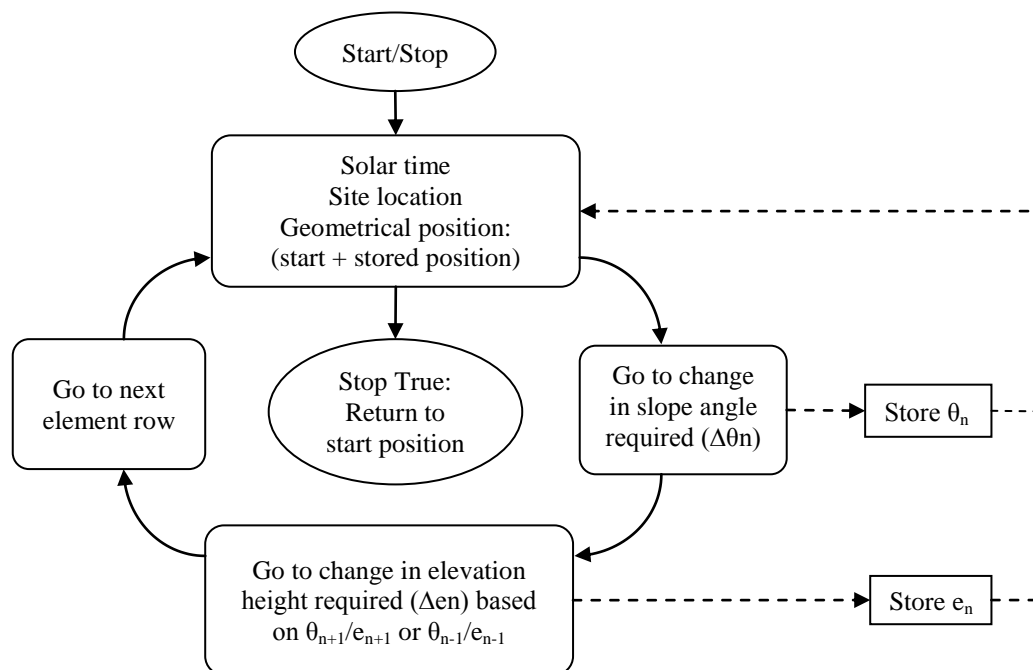 Start/Stop
Solar time
Site location
Geometrical position:
(start + stored position)
Go to next
element row
Stop True:
Return to
start position
Go to change
in slope angle
required (Δθn)
Store θₙ
Go to change in elevation
height required (Δen) based
on θₙ₊₁/eₙ₊₁ or θₙ₋₁/eₙ₋₁
Store eₙ